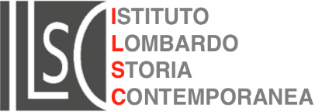 ILSC
ISTITUTO
LOMBARDO
STORIA
CONTEMPORANEA